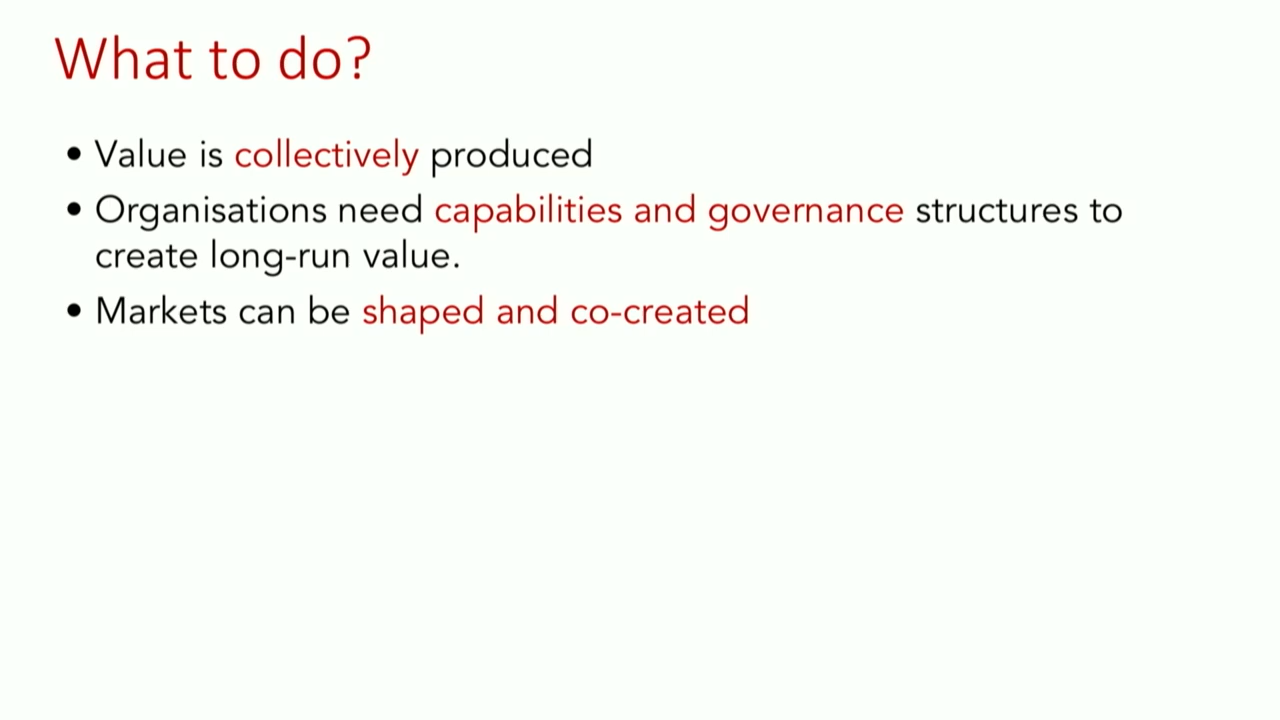 What to do?
• Value is collectively produced
• Organisations need capabilities and governance structures to
create long-run value.
• Markets can be shaped and co-created